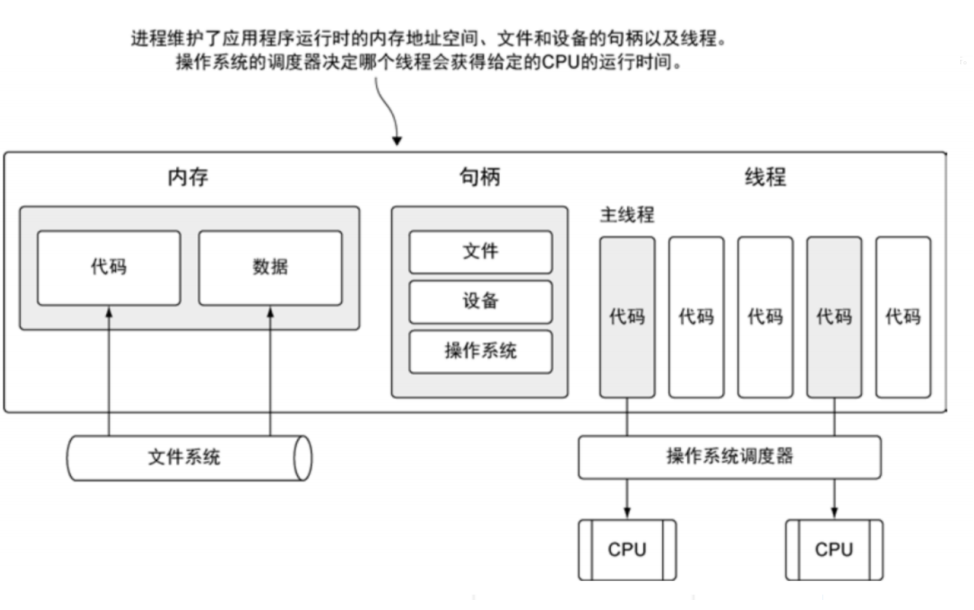 进程维护了应用程序运行时的内存地址空间、文件和设备的句柄以及线程。
操作系统的调度器决定哪个线程会获得给定的CPU的运行时间。
内存
句柄
线程
主线程
代码
数据
文件
设备
操作系统
代码
代码
代码
代码
代码
文件系统
操作系统调度器
CPU
CPU